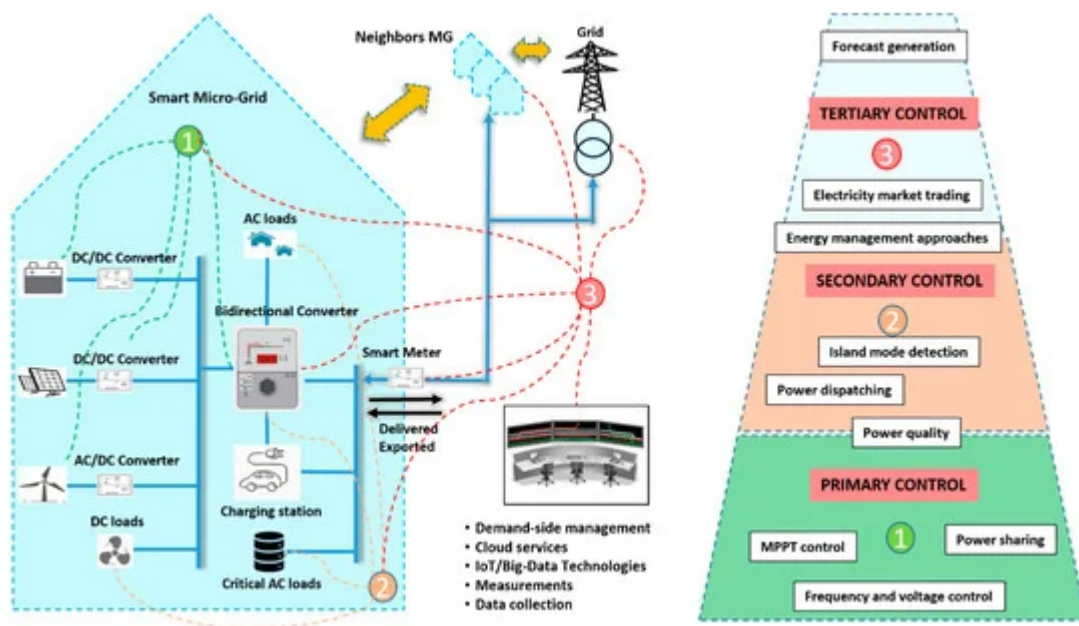 Neighbors MG
Grid
Smart Micro-Grid
1
AC loads
DC/DC Converter
Bidirectional Converter
3
DC/DC Converter
Smart Meter
Delivered
Exported
AC/DC Converter
Charging station
DC loads
Critical AC loads
2
• Demand-side management
• Cloud services
• IoT/Big-Data Technologies
• Measurements
• Data collection
Forecast generation
TERTIARY CONTROL
3
Electricity market trading
Energy management approaches
SECONDARY CONTROL
2
Island mode detection
Power dispatching
Power quality
PRIMARY CONTROL
1
MPPT control
Power sharing
Frequency and voltage control